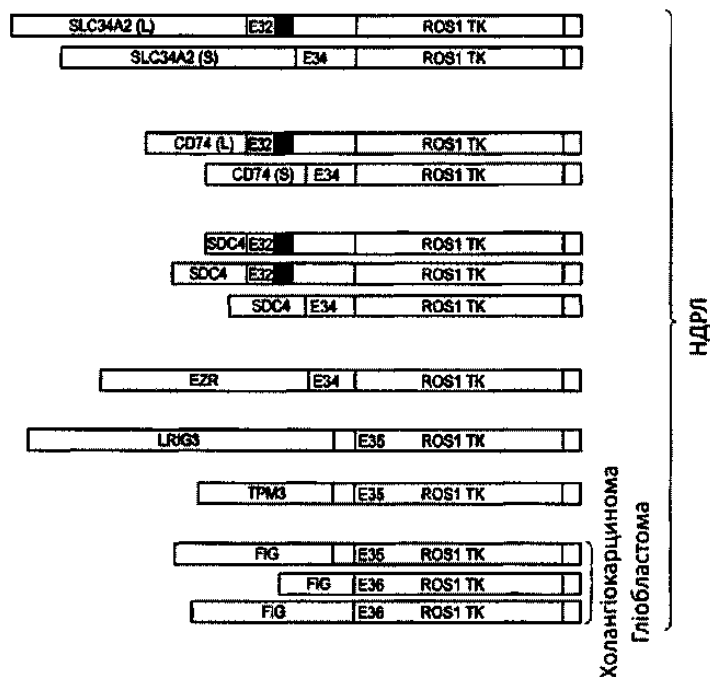 SLC34A2 (L) E32 ROS1 TK
SLC34A2 (S) E34 ROS1 TK
CD74 (L) E32 ROS1 TK
CD74 (S) E34 ROS1 TK
SDC4 E32 ROS1 TK
SDC4 E32 ROS1 TK
SDC4 E34 ROS1 TK
EZR E34 ROS1 TK
LRIG3 E35 ROS1 TK
TPM3 E35 ROS1 TK
FIG E35 ROS1 TK
FIG E36 ROS1 TK
FIG E36 ROS1 TK
Холангіокарцинома
Гліобластома
НДРЛ